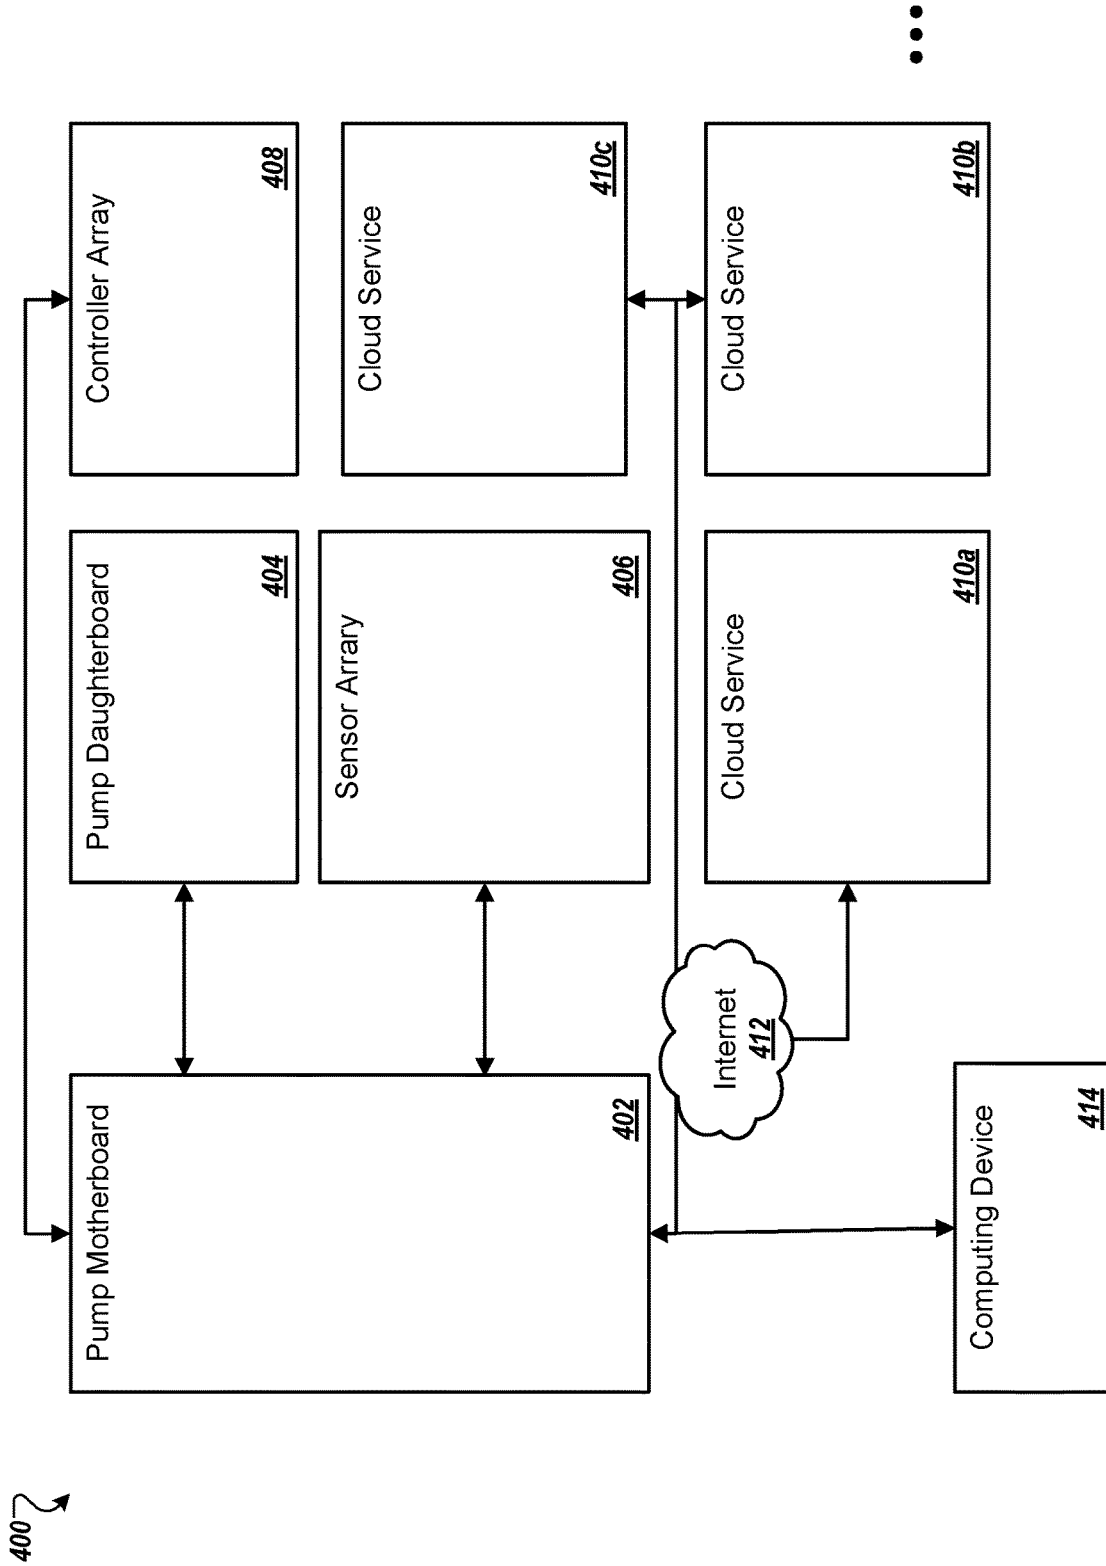 400
Pump Motherboard
402
Pump Daughterboard
404
Controller Array
408
Sensor Arrary
406
Cloud Service
410c
Internet
412
Cloud Service
410a
Cloud Service
410b
Computing Device
414